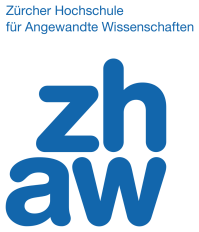 Zürcher Hochschule
für Angewandte Wissenschaften
zh
aw